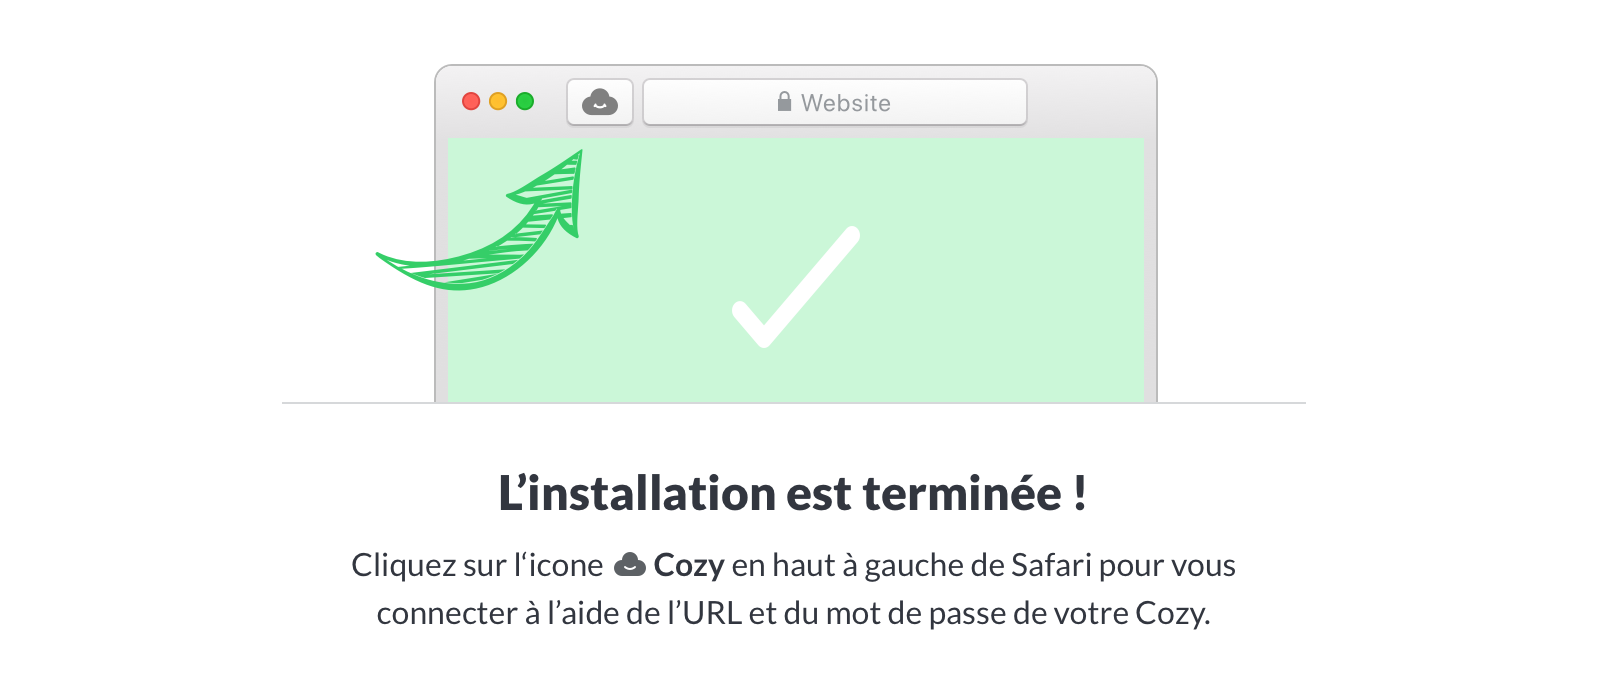 Website
L’installation est terminée !
Cliquez sur l‘icone Cozy en haut à gauche de Safari pour vous
connecter à l’aide de l’URL et du mot de passe de votre Cozy.